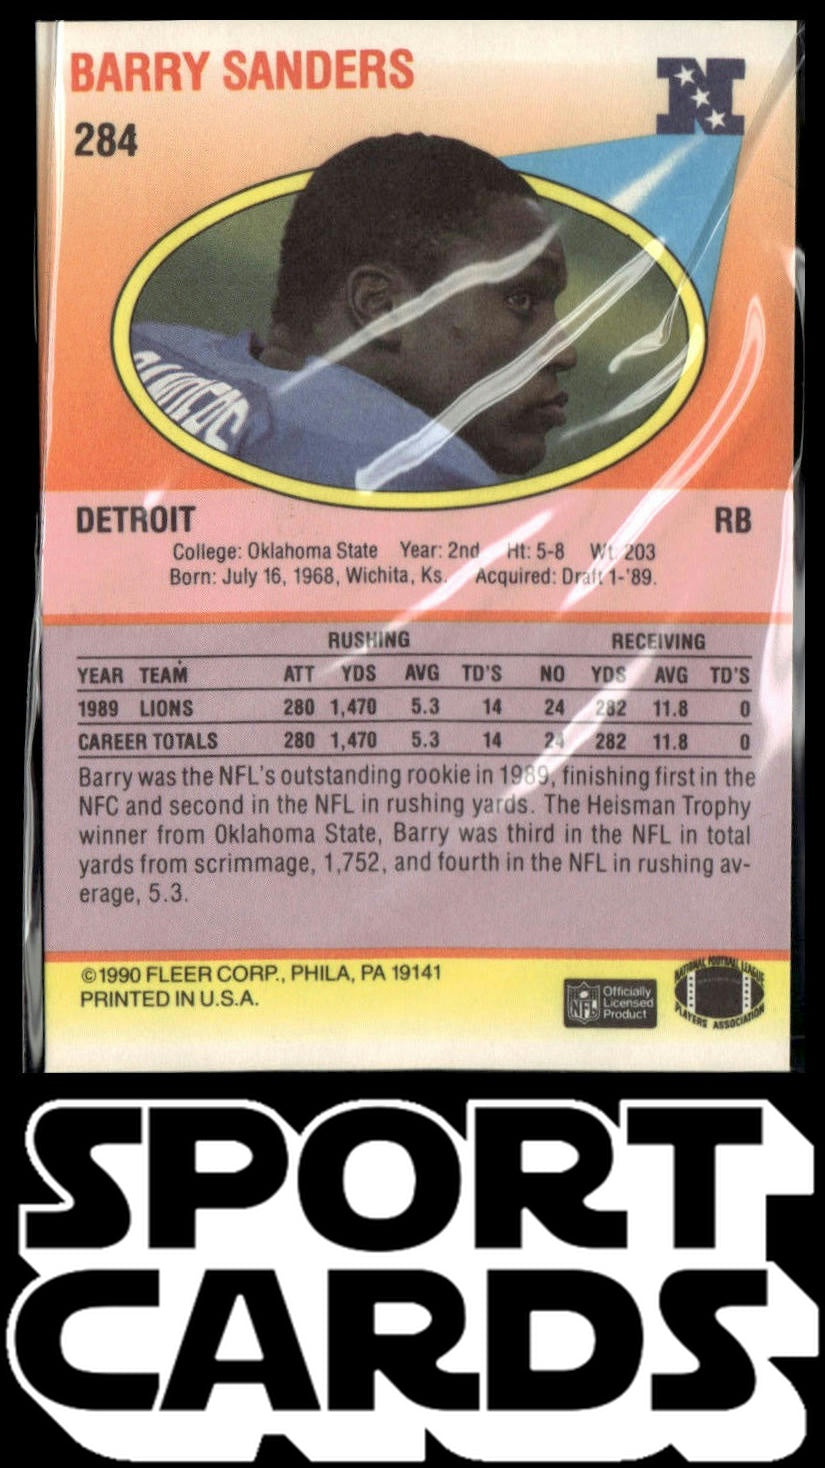 BARRY SANDERS
284
N
SANDERS
DETROIT RB
College: Oklahoma State Year: 2nd Ht: 5-8 Wt: 203
Born: July 16, 1968, Wichita, Ks. Acquired: Draft 1-'89.
RUSHING RECEIVING
YEAR TEAM ATT YDS AVG TD'S NO YDS AVG TD'S
1989 LIONS 280 1,470 5.3 14 24 282 11.8 0
CAREER TOTALS 280 1,470 5.3 14 24 282 11.8 0
Barry was the NFL's outstanding rookie in 1989, finishing first in the
NFC and second in the NFL in rushing yards. The Heisman Trophy
winner from Oklahoma State, Barry was third in the NFL in total
yards from scrimmage, 1,752, and fourth in the NFL in rushing av-
erage, 5.3.
©1990 FLEER CORP., PHILA, PA 19141
PRINTED IN U.S.A.
NFL
Officially
Licensed
Product
NATIONAL FOOTBALL LEAGUE
PLAYERS ASSOCIATION
SPORT
CARDS